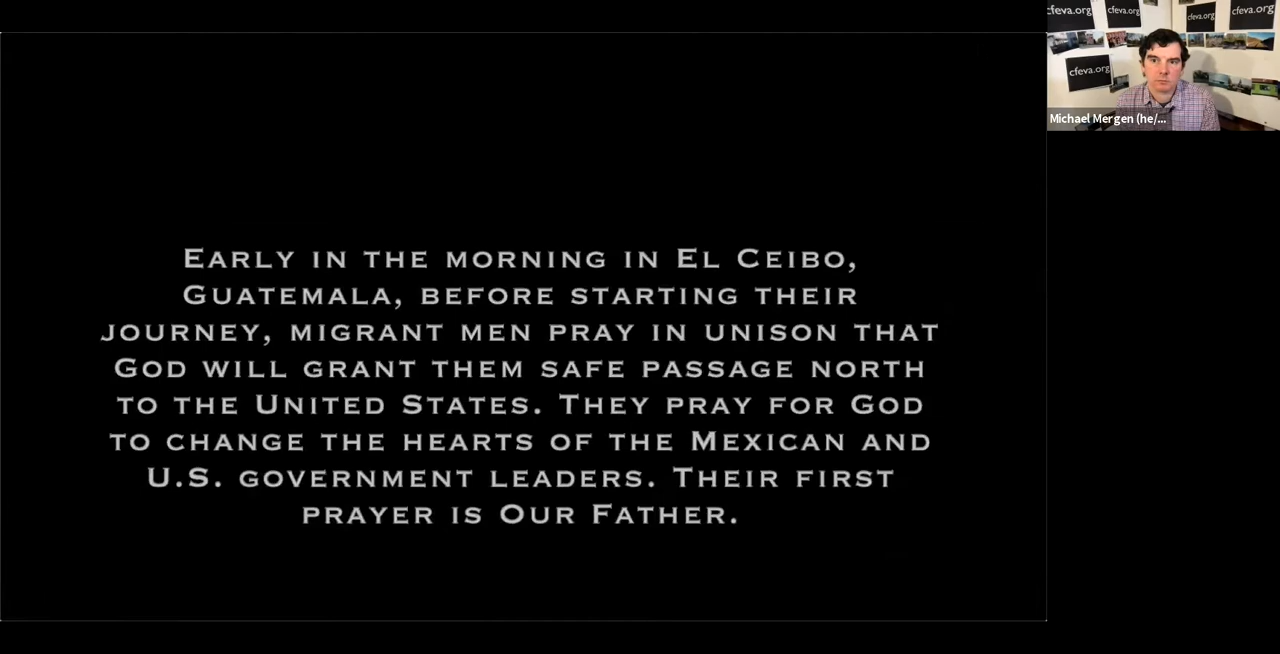 EARLY IN THE MORNING IN EL CEIBO,
GUATEMALA, BEFORE STARTING THEIR
JOURNEY, MIGRANT MEN PRAY IN UNISON THAT
GOD WILL GRANT THEM SAFE PASSAGE NORTH
TO THE UNITED STATES. THEY PRAY FOR GOD
TO CHANGE THE HEARTS OF THE MEXICAN AND
U.S. GOVERNMENT LEADERS. THEIR FIRST
PRAYER IS OUR FATHER.
cfeva.org
cfeva.org
cfeva.org
cfeva.org
cfeva.org
Michael Mergen (he/...